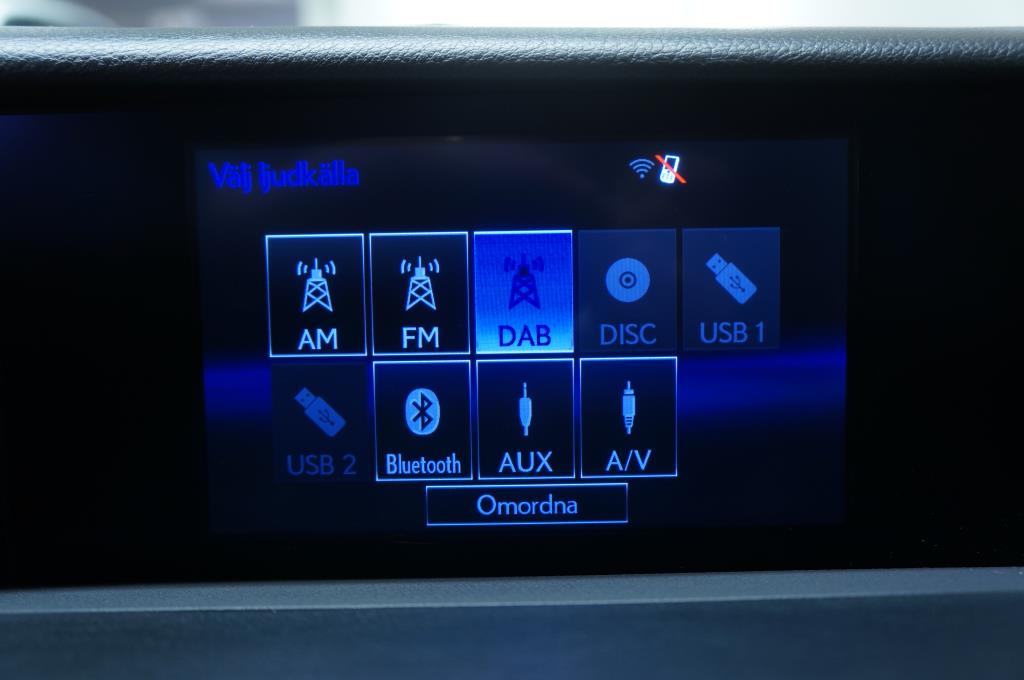 Välj ljudkälla
AM FM DAB DISC USB 1
USB 2 Bluetooth AUX A/V
Omordna